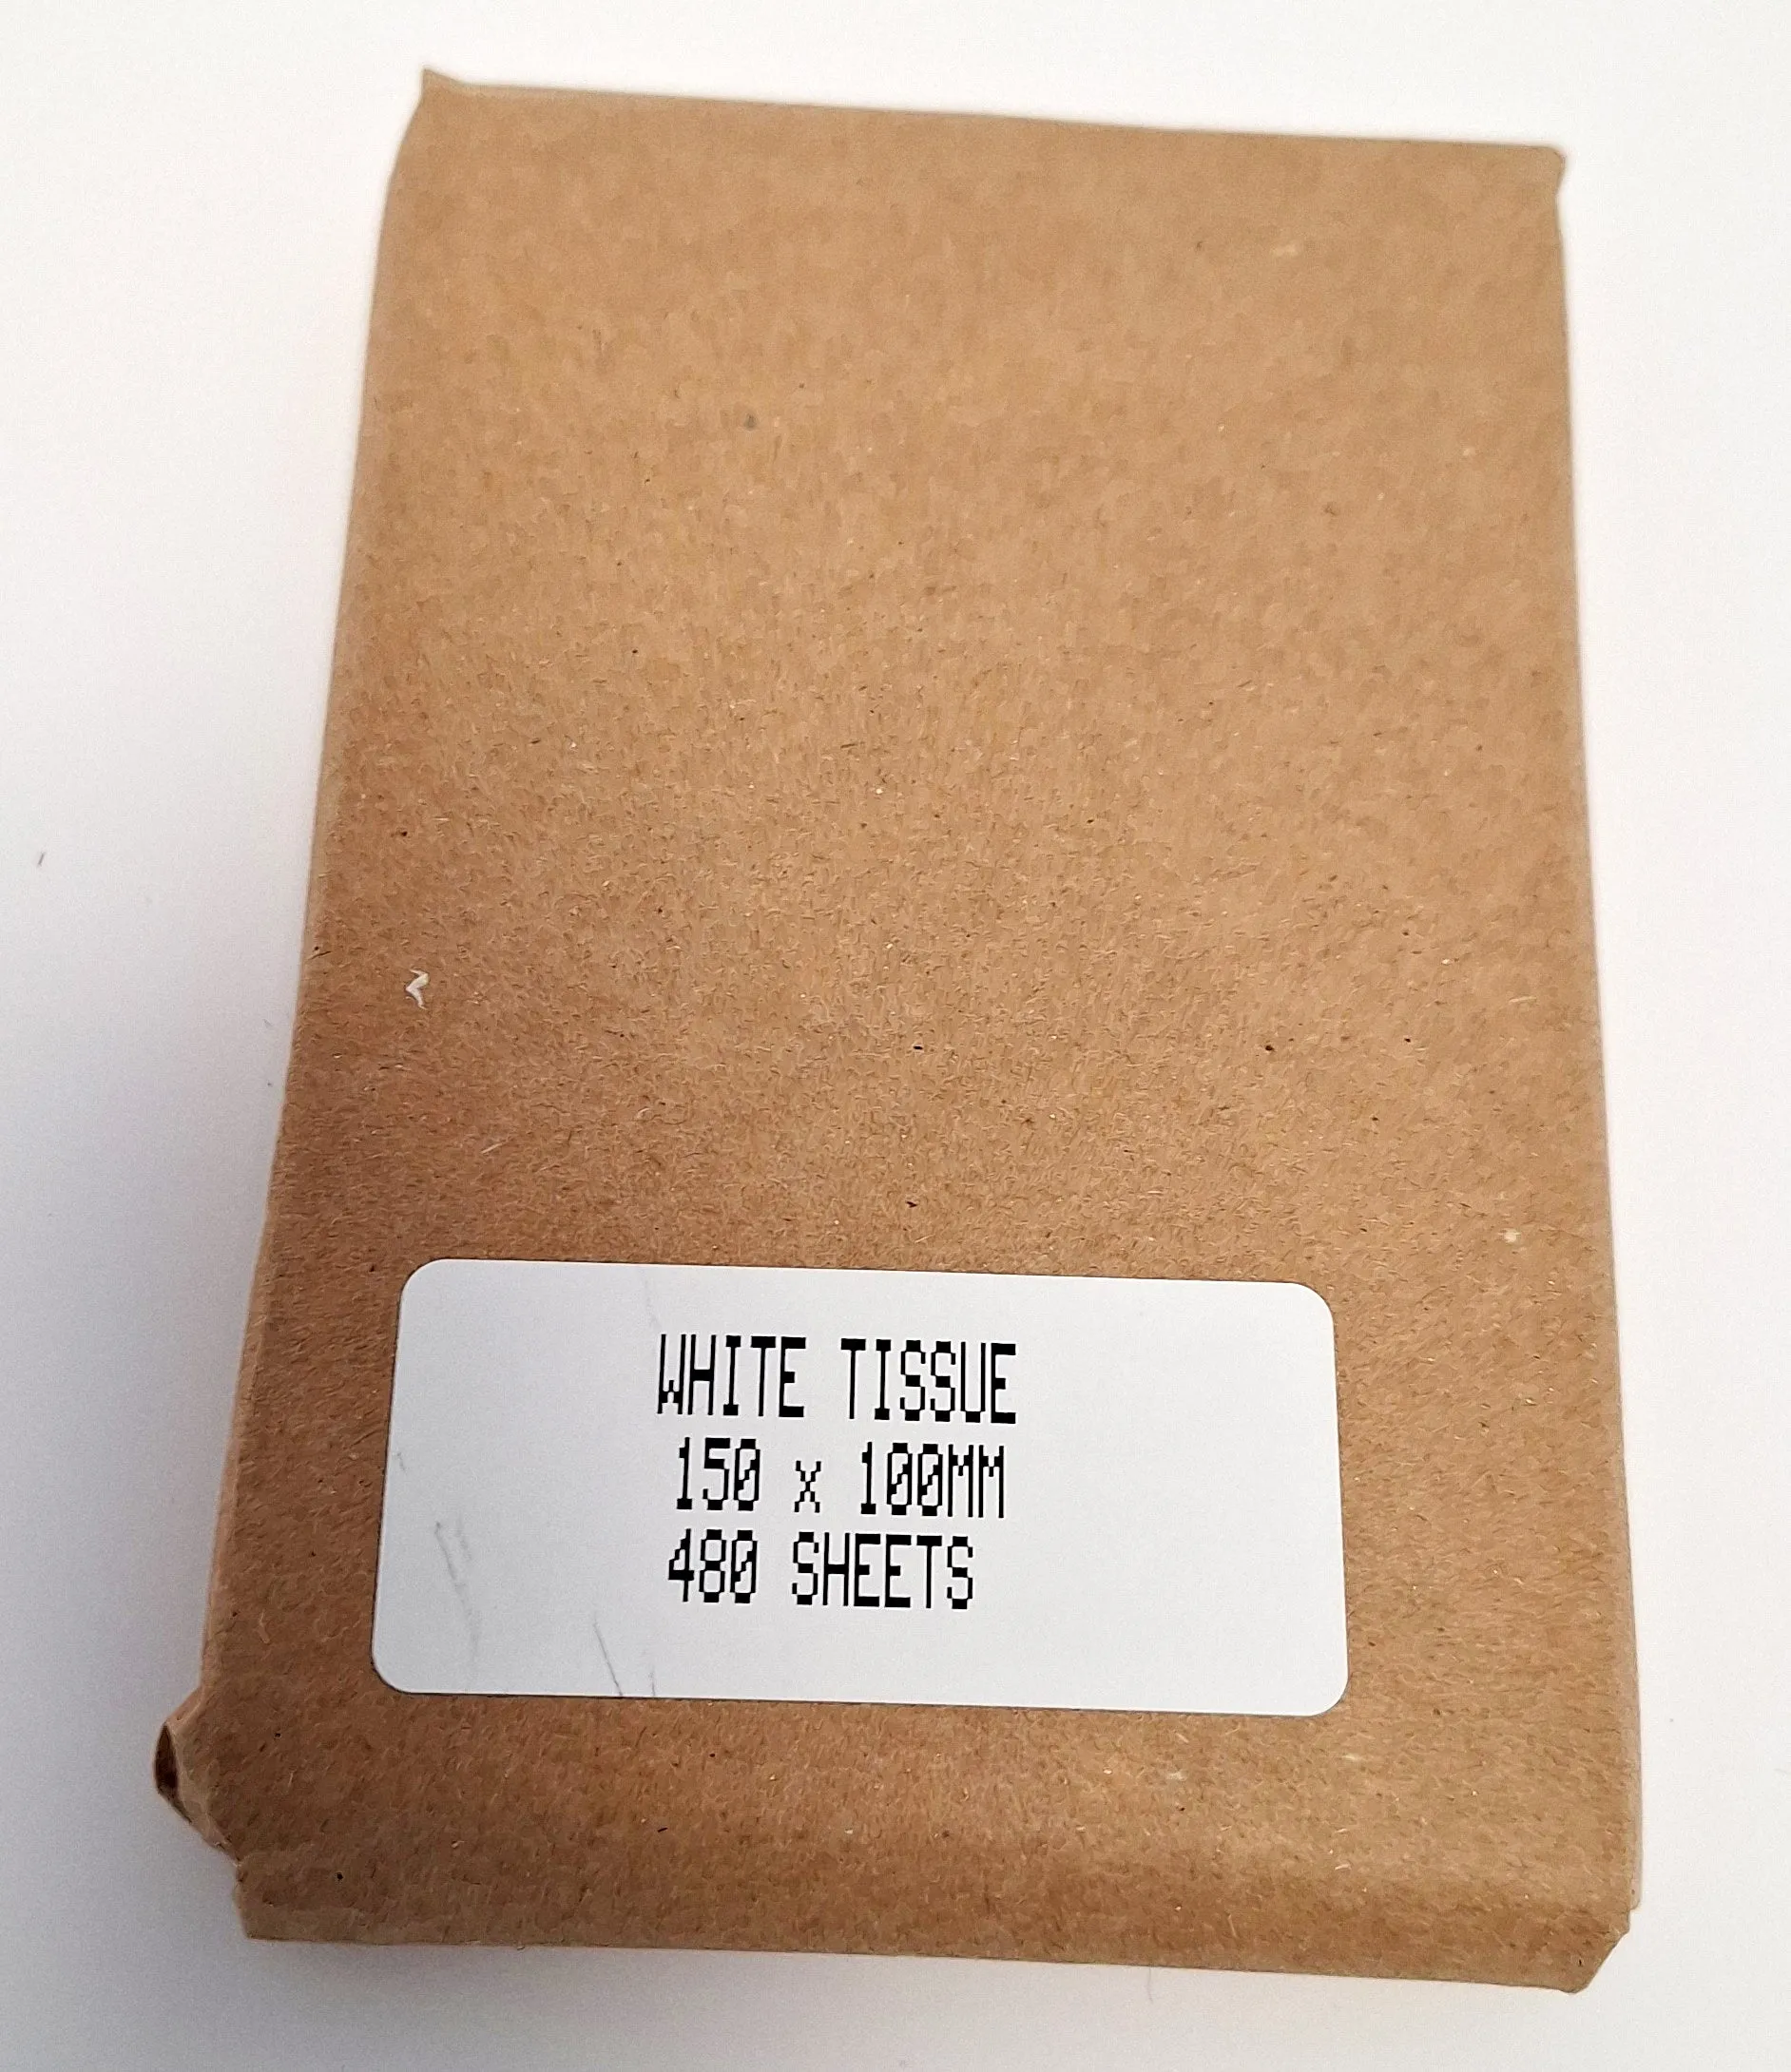 WHITE TISSUE
150 x 100MM
480 SHEETS